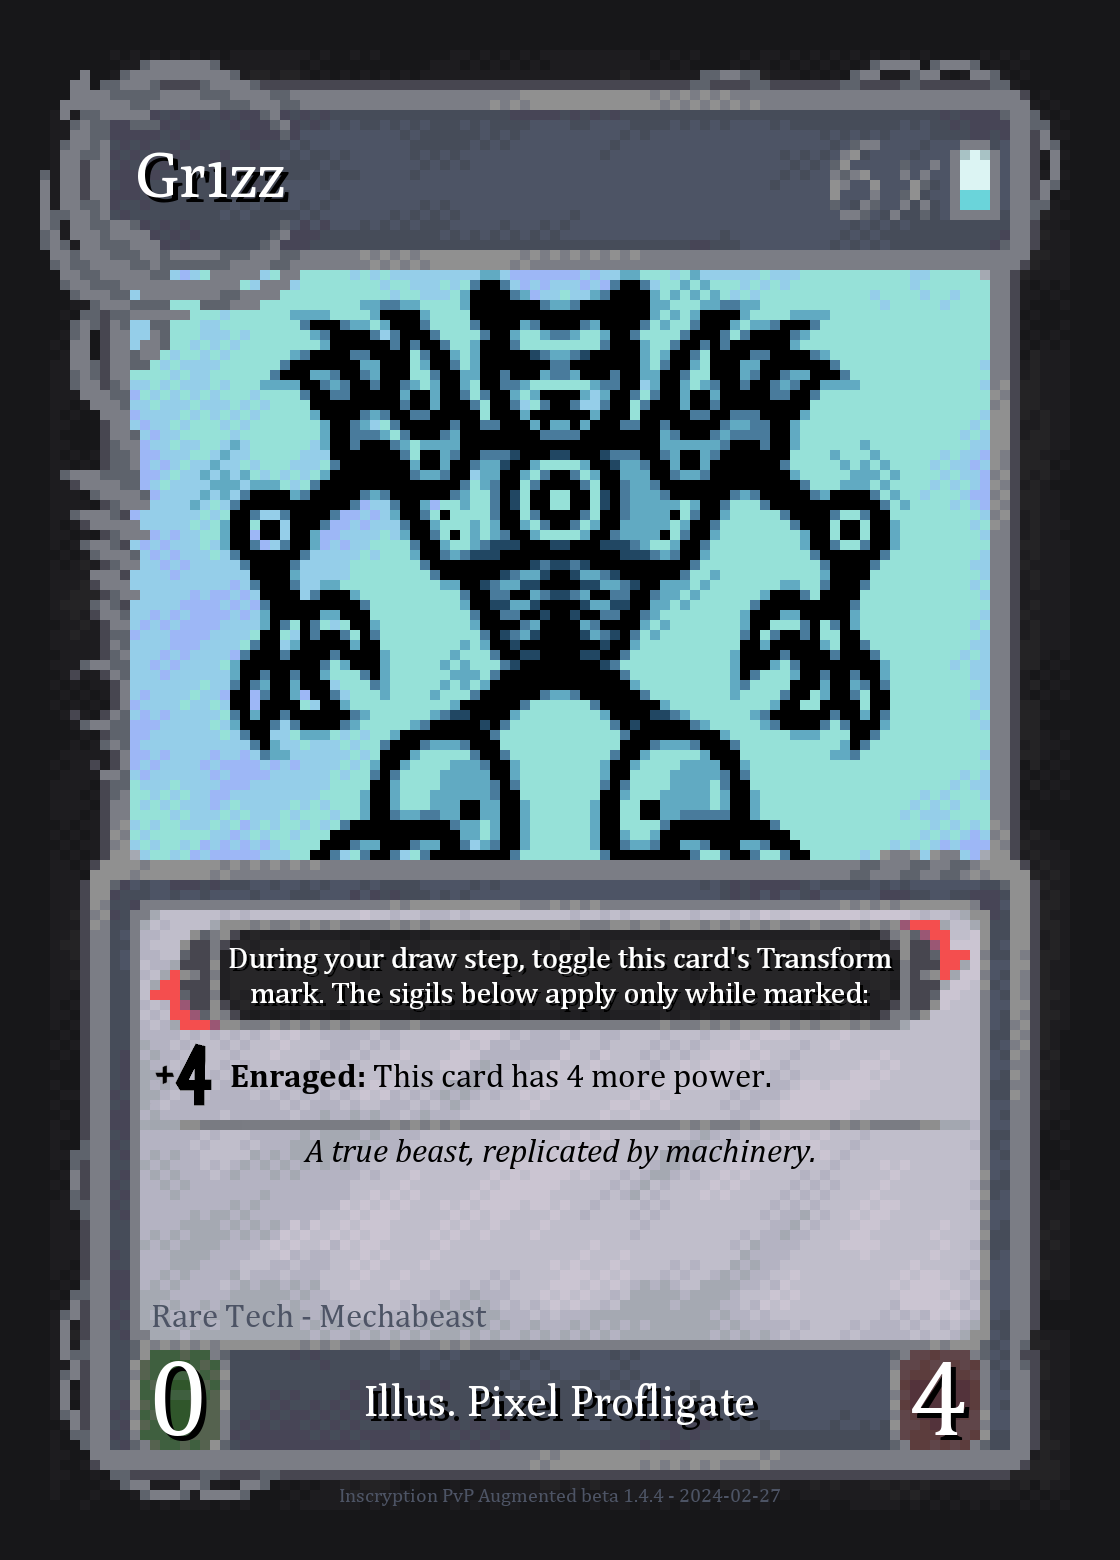 Gr1zz
6x
During your draw step, toggle this card's Transform
mark. The sigils below apply only while marked:
+4 Enraged: This card has 4 more power.
A true beast, replicated by machinery.
Rare Tech - Mechabeast
0 Illus. Pixel Profligate 4
Inscryption PvP Augmented beta 1.4.4 - 2024-02-27